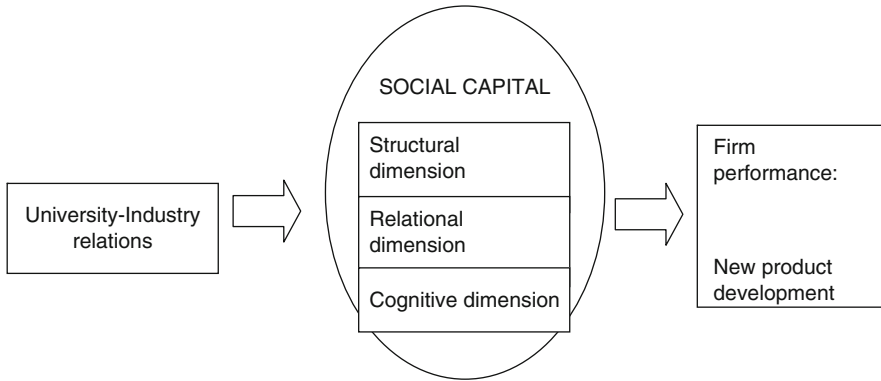 University-Industry
relations
SOCIAL CAPITAL
Structural
dimension
Relational
dimension
Cognitive dimension
Firm
performance:
New product
development